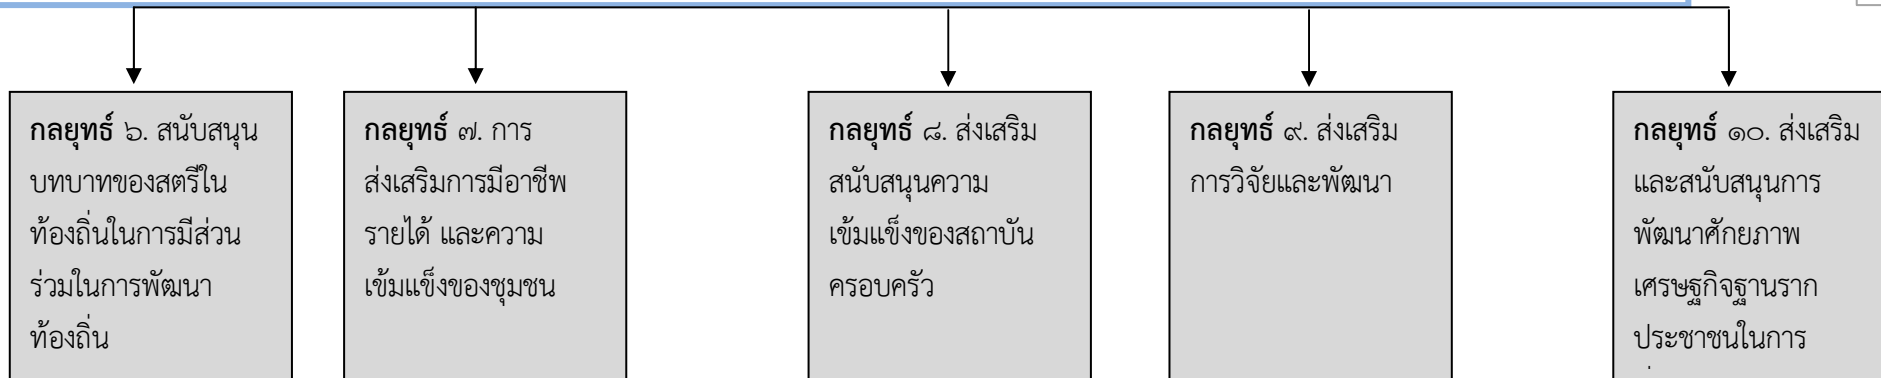 กลยุทธ์ ๖. สนับสนุน
บทบาทของสตรีใน
ท้องถิ่นในการมีส่วน
ร่วมในการพัฒนา
ท้องถิ่น
กลยุทธ์ ๗. การ
ส่งเสริมการมีอาชีพ
รายได้ และความ
เข้มแข็งของชุมชน
กลยุทธ์ ๘. ส่งเสริม
สนับสนุนความ
เข้มแข็งของสถาบัน
ครอบครัว
กลยุทธ์ ๙. ส่งเสริม
การวิจัยและพัฒนา
กลยุทธ์ ๑๐. ส่งเสริม
และสนับสนุนการ
พัฒนาศักยภาพ
เศรษฐกิจฐานราก
ประชาชนในการ